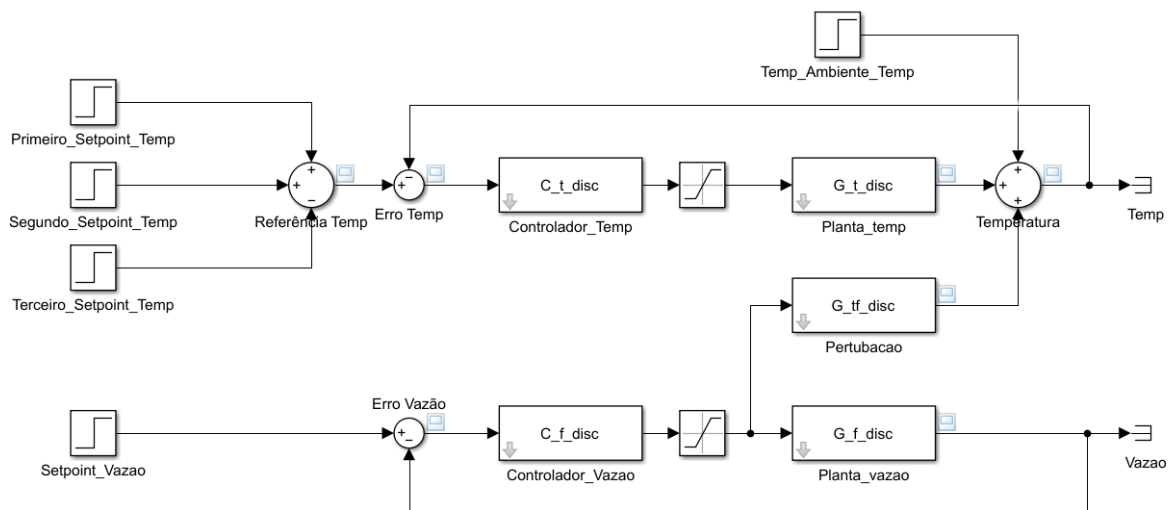 Temp_Ambiente_Temp
Primeiro_Setpoint_Temp
+
+
−
Segundo_Setpoint_Temp
Referência Temp
−
+
Erro Temp
C_t_disc
Controlador_Temp
G_t_disc
Planta_temp
+
+
+
Temperatura
Temp
Terceiro_Setpoint_Temp
G_tf_disc
Pertubacao
Erro Vazão
+
−
Setpoint_Vazao
C_f_disc
Controlador_Vazao
G_f_disc
Planta_vazao
Vazao